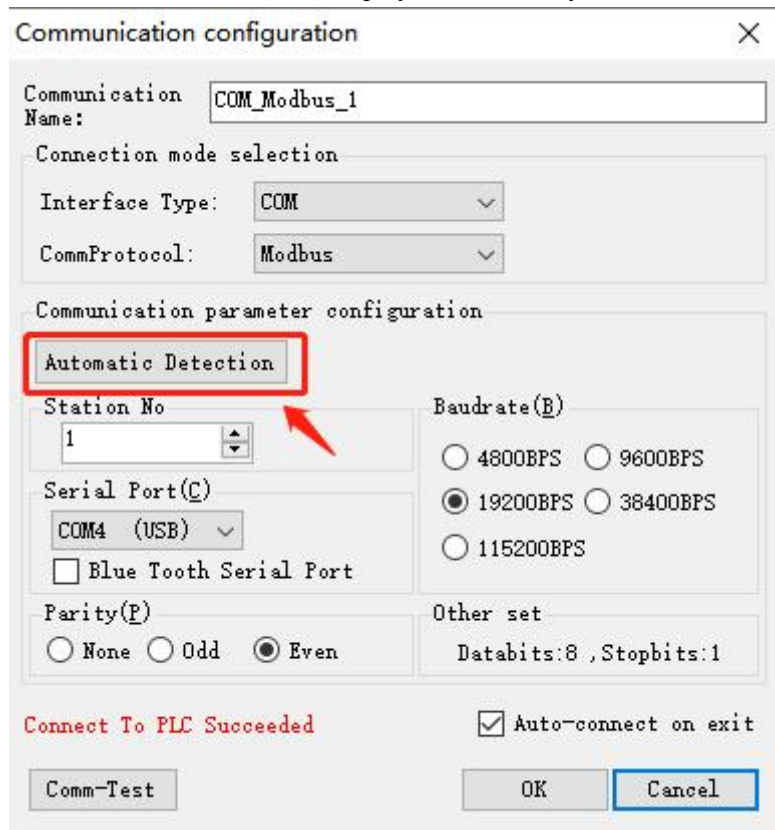 Communication configuration
Communication Name: COM_Modbus_1
Connection mode selection
Interface Type: COM
CommProtocol: Modbus
Communication parameter configuration
Automatic Detection
Station No
1
Baudrate(B)
4800BPS 9600BPS
Serial Port(C)
19200BPS 38400BPS
COM4 (USB)
115200BPS
Blue Tooth Serial Port
Parity(P)
None Odd Even
Other set
Databits:8 ,Stopbits:1
Connect To PLC Succeeded
Auto-connect on exit
Comm-Test
OK
Cancel